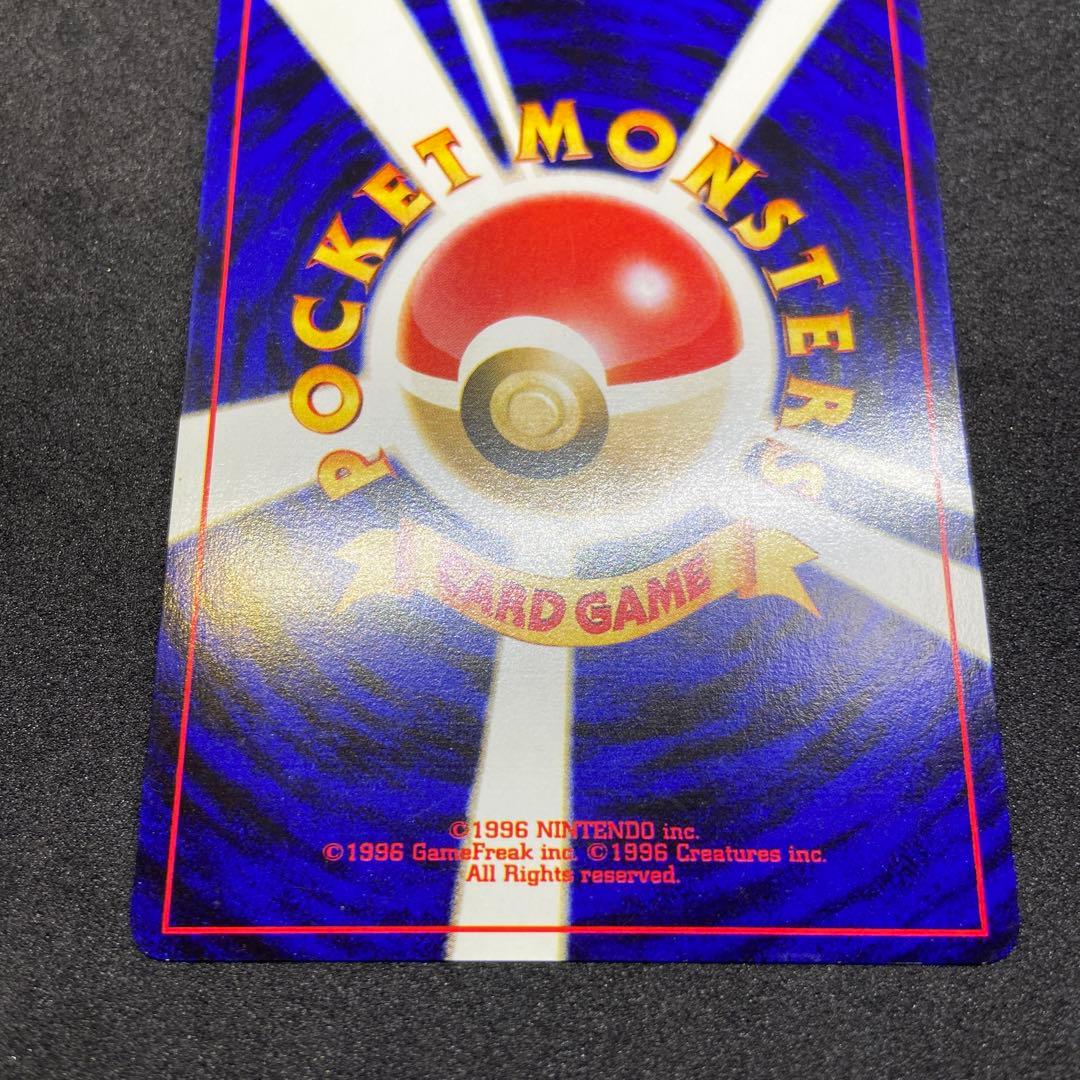 POCKET MONSTERS
CARD GAME
©1996 NINTENDO inc.
©1996 GameFreak inc. ©1996 Creatures inc.
All Rights reserved.